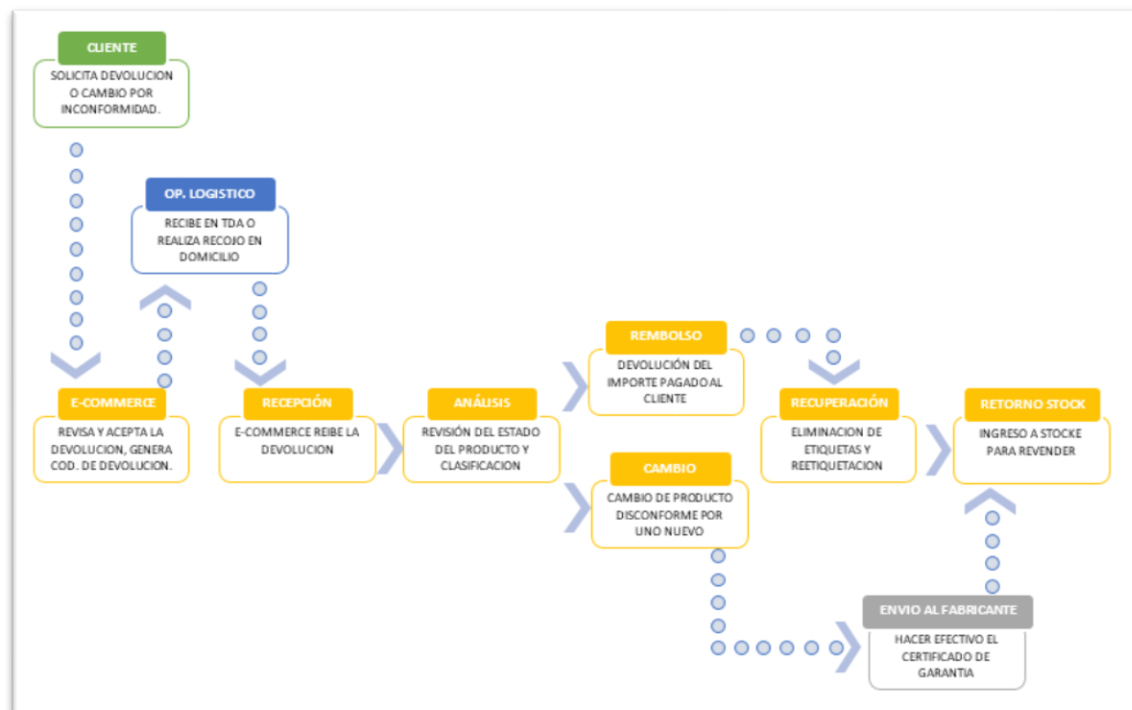 CLIENTE
SOLICITA DEVOLUCION
O CAMBIO POR
INCONFORMIDAD.
OP. LOGISTICO
RECIBE EN TDA O
REALIZA RECOJO EN
DOMICILIO
E-COMMERCE
REVISA Y ACEPTA LA
DEVOLUCION, GENERA
COD. DE DEVOLUCION.
RECEPCIÓN
E-COMMERCE REIBE LA
DEVOLUCION
ANÁLISIS
REVISIÓN DEL ESTADO
DEL PRODUCTO Y
CLASIFICACION
REMBOLSO
DEVOLUCIÓN DEL
IMPORTE PAGADO AL
CLIENTE
CAMBIO
CAMBIO DE PRODUCTO
DISCONFORME POR
UNO NUEVO
RECUPERACIÓN
ELIMINACION DE
ETIQUETAS Y
REETIQUETACION
RETORNO STOCK
INGRESO A STOCKE
PARA REVENDER
ENVIO AL FABRICANTE
HACER EFECTIVO EL
CERTIFICADO DE
GARANTIA